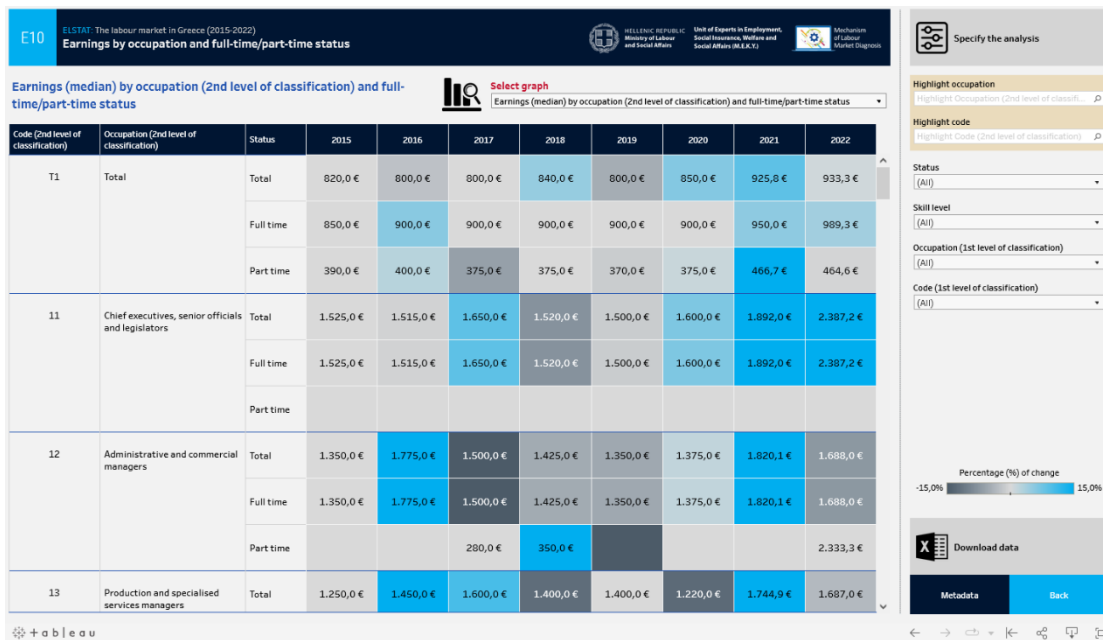 E10
ELSTAT: The labour market in Greece (2015-2022)
Earnings by occupation and full-time/part-time status
HELLENIC REPUBLIC
Ministry of Labour
and Social Affairs
Unit of Experts in Employment,
Social Insurance, Welfare and
Social Affairs (M.E.K.Y.)
Mechanism
of Labour
Market Diagnosis
Specify the analysis
Earnings (median) by occupation (2nd level of classification) and full-
time/part-time status
Select graph
Earnings (median) by occupation (2nd level of classification) and full-time/part-time status
Highlight occupation
Highlight Occupation (2nd level of classifi...
Highlight code
Highlight Code (2nd level of classification)
Status
(All)
Skill level
(All)
Occupation (1st level of classification)
(All)
Code (1st level of classification)
(All)
Code (2nd level of
classification)
Occupation (2nd level of
classification)
Status 2015 2016 2017 2018 2019 2020 2021 2022
T1 Total Total 820,0 € 800,0 € 800,0 € 840,0 € 800,0 € 850,0 € 925,8 € 933,3 €
Full time 850,0 € 900,0 € 900,0 € 900,0 € 900,0 € 900,0 € 950,0 € 989,3 €
Part time 390,0 € 400,0 € 375,0 € 375,0 € 370,0 € 375,0 € 466,7 € 464,6 €
11 Chief executives, senior officials
and legislators
Total 1.525,0 € 1.515,0 € 1.650,0 € 1.520,0 € 1.500,0 € 1.600,0 € 1.892,0 € 2.387,2 €
Full time 1.525,0 € 1.515,0 € 1.650,0 € 1.520,0 € 1.500,0 € 1.600,0 € 1.892,0 € 2.387,2 €
Part time
12 Administrative and commercial
managers
Total 1.350,0 € 1.775,0 € 1.500,0 € 1.425,0 € 1.350,0 € 1.375,0 € 1.820,1 € 1.688,0 €
Full time 1.350,0 € 1.775,0 € 1.500,0 € 1.425,0 € 1.350,0 € 1.375,0 € 1.820,1 € 1.688,0 €
Part time 280,0 € 350,0 € 2.333,3 €
13 Production and specialised
services managers
Total 1.250,0 € 1.450,0 € 1.600,0 € 1.400,0 € 1.400,0 € 1.220,0 € 1.744,9 € 1.687,0 €
Percentage (%) of change
-15,0% 15,0%
X
Download data
Metadata
Back
+ableau